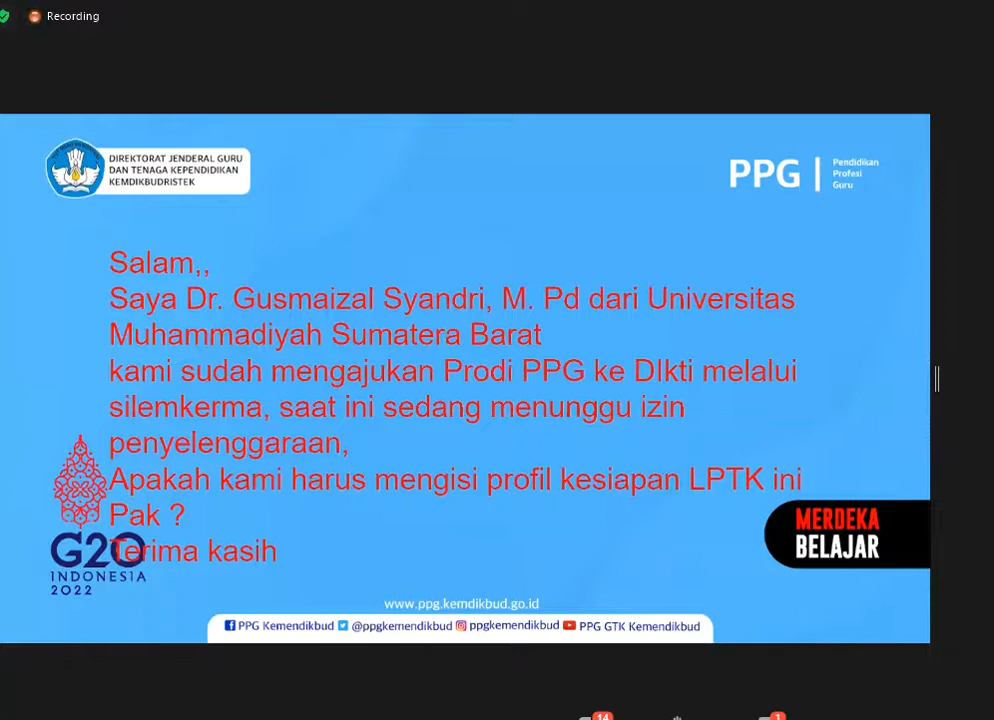 Recording
DIREKTORAT JENDERAL GURU
DAN TENAGA KEPENDIDIKAN
KEMDIKBUDRISTEK
PPG
Pendidikan
Profesi
Guru
Salam,,
Saya Dr. Gusmaizal Syandri, M. Pd dari Universitas
Muhammadiyah Sumatera Barat
kami sudah mengajukan Prodi PPG ke DIkti melalui
silemkerma, saat ini sedang menunggu izin
penyelenggaraan,
Apakah kami harus mengisi profil kesiapan LPTK ini
Pak ?
Terima kasih
G20
INDONESIA
2022
MERDEKA
BELAJAR
www.ppg.kemdikbud.go.id
PPG Kemendikbud @ppgkemendikbud ppgkemendikbud PPG GTK Kemendikbud
14
1